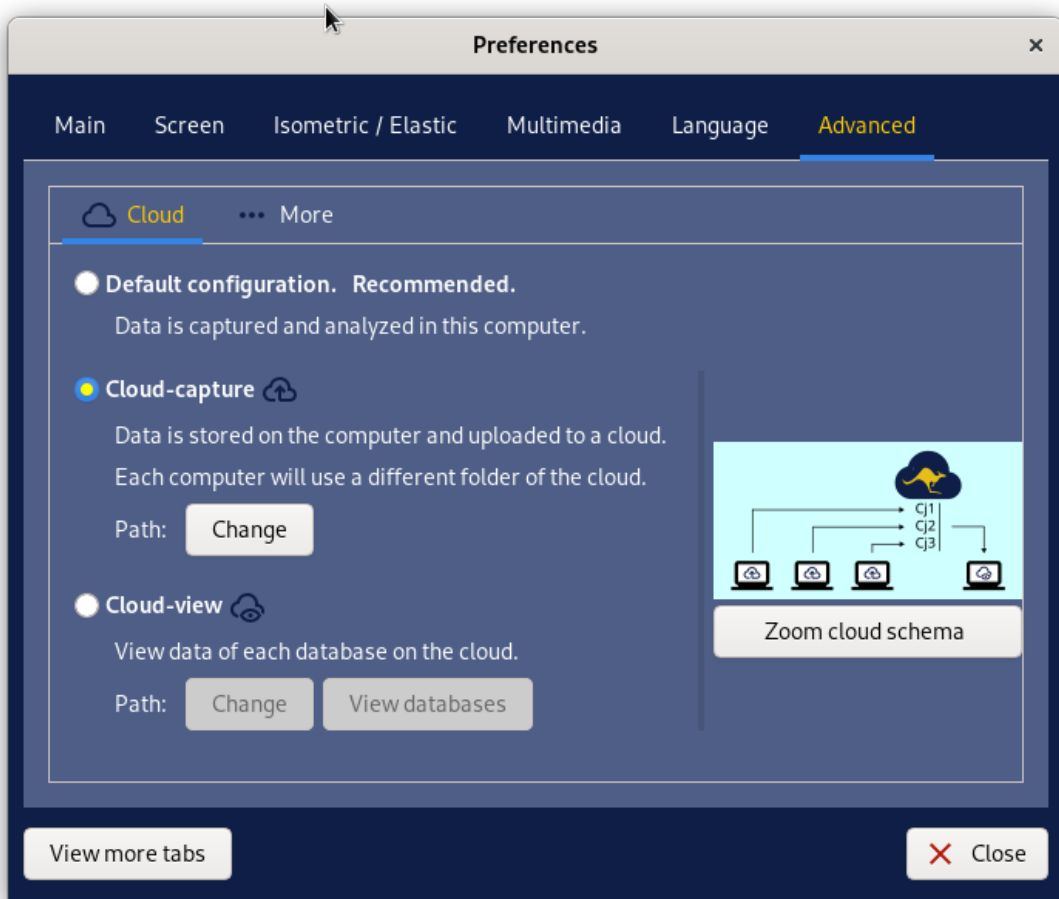 Preferences
Main Screen Isometric / Elastic Multimedia Language Advanced
Cloud More
Default configuration. Recommended.
Data is captured and analyzed in this computer.
Cloud-capture
Data is stored on the computer and uploaded to a cloud.
Each computer will use a different folder of the cloud.
Path: Change
Cj1
Cj2
Cj3
Cloud-view
Zoom cloud schema
View data of each database on the cloud.
Path: Change View databases
View more tabs Close